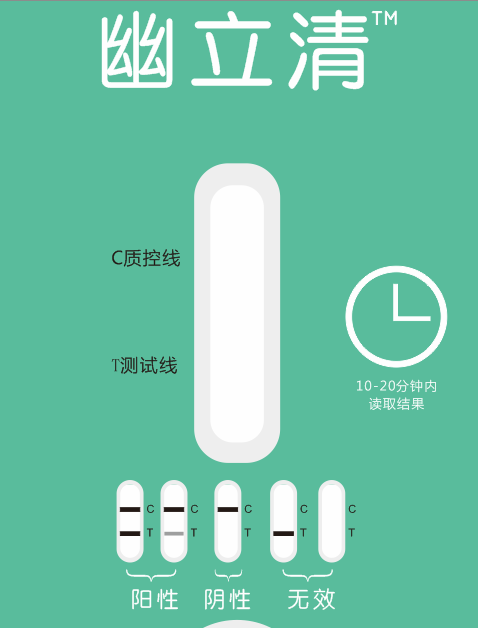 幽立清™
C质控线
T测试线
10-20分钟内
读取结果
C C C C C
T T T T T
阳性 阴性 无效